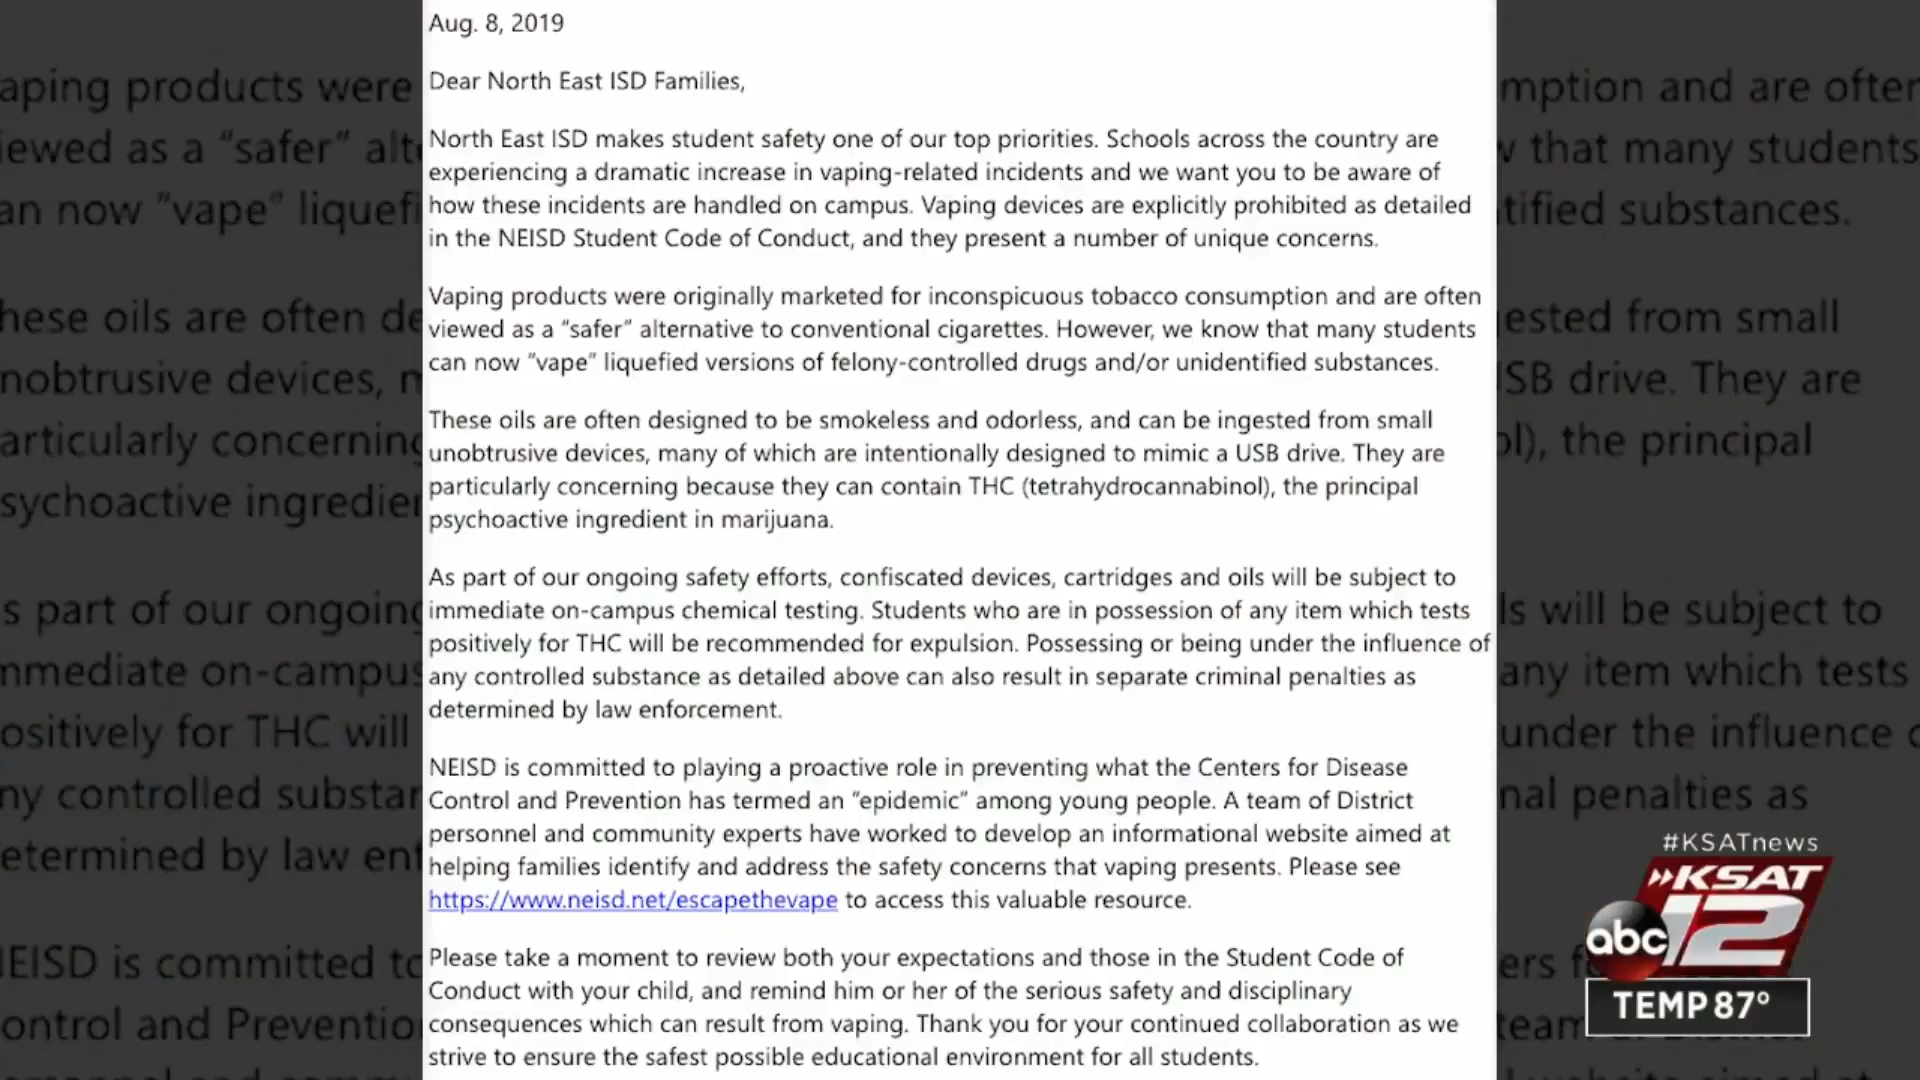 Aug. 8, 2019
Dear North East ISD Families,
North East ISD makes student safety one of our top priorities. Schools across the country are
experiencing a dramatic increase in vaping-related incidents and we want you to be aware of
how these incidents are handled on campus. Vaping devices are explicitly prohibited as detailed
in the NEISD Student Code of Conduct, and they present a number of unique concerns.
Vaping products were originally marketed for inconspicuous tobacco consumption and are often
viewed as a "safer" alternative to conventional cigarettes. However, we know that many students
can now "vape" liquefied versions of felony-controlled drugs and/or unidentified substances.
These oils are often designed to be smokeless and odorless, and can be ingested from small
unobtrusive devices, many of which are intentionally designed to mimic a USB drive. They are
particularly concerning because they can contain THC (tetrahydrocannabinol), the principal
psychoactive ingredient in marijuana.
As part of our ongoing safety efforts, confiscated devices, cartridges and oils will be subject to
immediate on-campus chemical testing. Students who are in possession of any item which tests
positively for THC will be recommended for expulsion. Possessing or being under the influence of
any controlled substance as detailed above can also result in separate criminal penalties as
determined by law enforcement.
NEISD is committed to playing a proactive role in preventing what the Centers for Disease
Control and Prevention has termed an "epidemic" among young people. A team of District
personnel and community experts have worked to develop an informational website aimed at
helping families identify and address the safety concerns that vaping presents. Please see
https://www.neisd.net/escapethevape to access this valuable resource.
Please take a moment to review both your expectations and those in the Student Code of
Conduct with your child, and remind him or her of the serious safety and disciplinary
consequences which can result from vaping. Thank you for your continued collaboration as we
strive to ensure the safest possible educational environment for all students.
#KSATnews
KSAT
abc 12
TEMP 87°